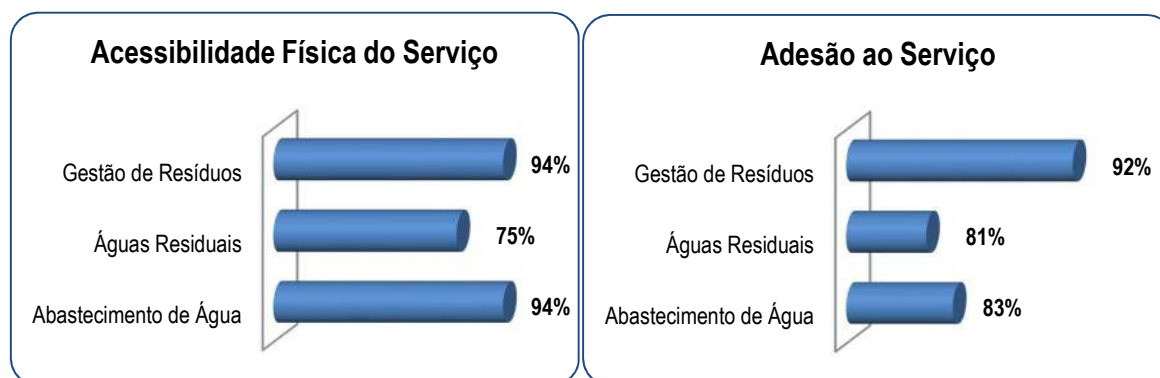 Acessibilidade Física do Serviço
Gestão de Resíduos
94%
Águas Residuais
75%
Abastecimento de Água
94%
Adesão ao Serviço
Gestão de Resíduos
92%
Águas Residuais
81%
Abastecimento de Água
83%